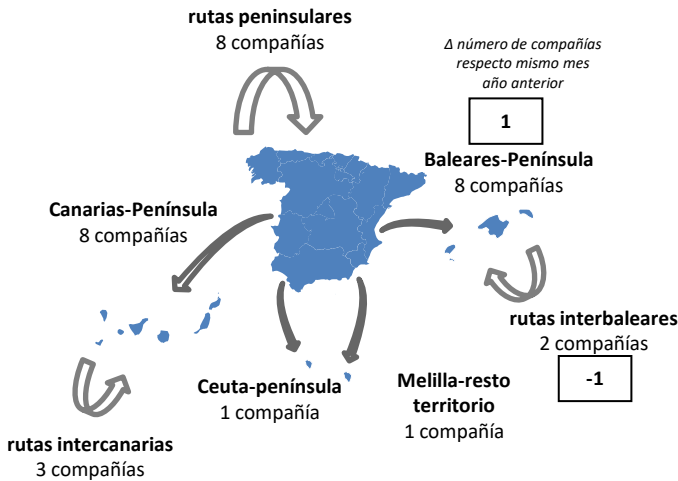 rutas peninsulares
8 compañías
Δ número de compañías
respecto mismo mes
año anterior
1
Baleares-Península
8 compañías
Canarias-Península
8 compañías
rutas interbaleares
2 compañías
-1
Ceuta-península
1 compañía
Melilla-resto
territorio
1 compañía
rutas intercanarias
3 compañías